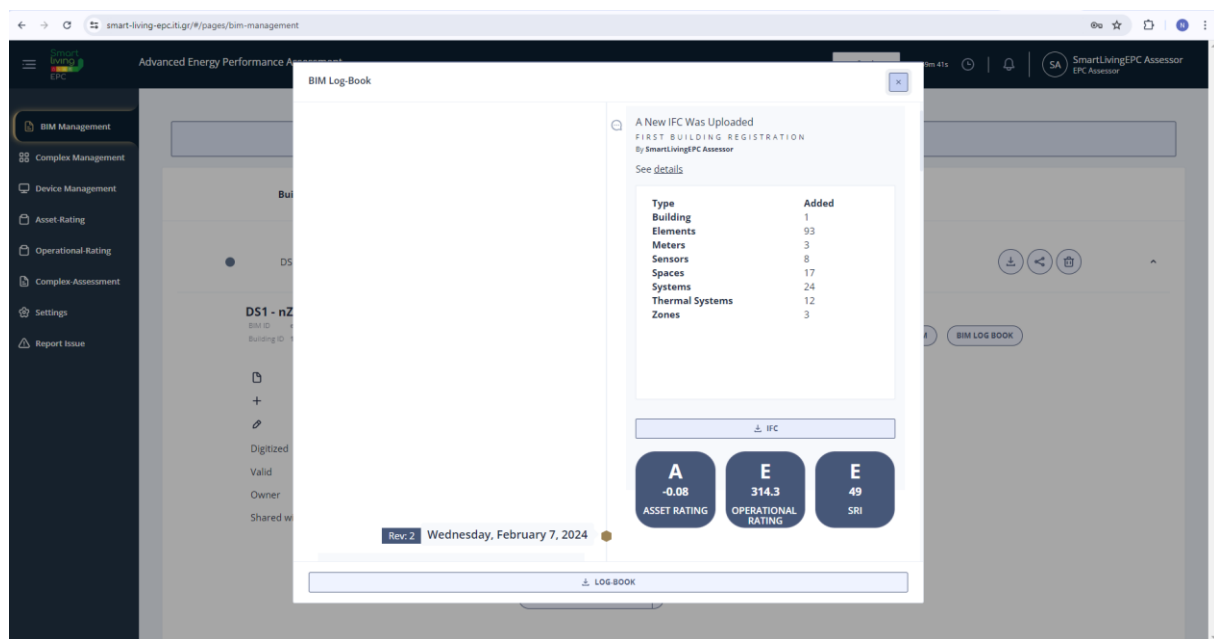 smart-living-epc.iti.gr/#/pages/bim-management
N
Smart
living
EPC
Advanced Energy Performance
9m 41s
SA
SmartLivingEPC Assessor
EPC Assessor
BIM Management
Complex Management
Device Management
Asset-Rating
Operational-Rating
Complex-Assessment
Settings
Report Issue
Bui
DS
DS1 - nZ
BIM ID
Building ID
Digitized
Valid
Owner
Shared wi
BIM LOG BOOK
BIM Log-Book
×
A New IFC Was Uploaded
FIRST BUILDING REGISTRATION
By SmartLivingEPC Assessor
See details
Type Added
Building 1
Elements 93
Meters 3
Sensors 8
Spaces 17
Systems 24
Thermal Systems 12
Zones 3
IFC
A
-0.08
ASSET RATING
E
314.3
OPERATIONAL
RATING
E
49
SRI
Rev: 2 Wednesday, February 7, 2024
LOG-BOOK